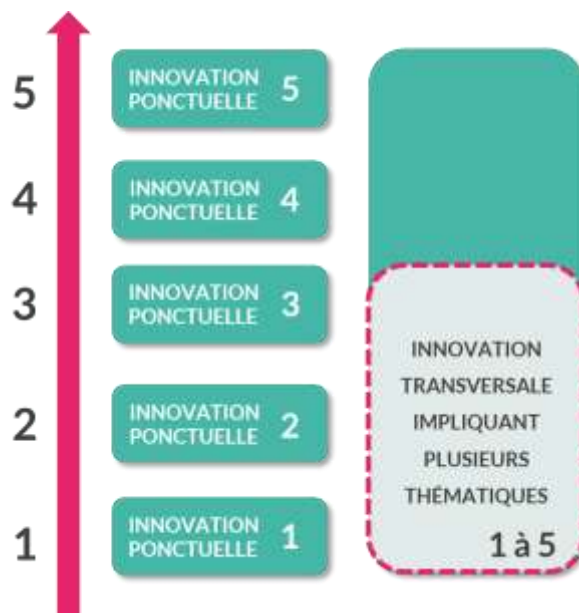 5
INNOVATION
PONCTUELLE 5
4
INNOVATION
PONCTUELLE 4
3
INNOVATION
PONCTUELLE 3
2
INNOVATION
PONCTUELLE 2
1
INNOVATION
PONCTUELLE 1
INNOVATION
TRANSVERSALE
IMPLIQUANT
PLUSIEURS
THÉMATIQUES
1 à 5